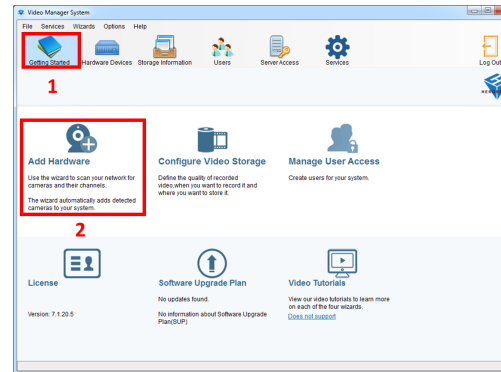 Video Manager System
File Services Wizards Options Help
Getting Started Hardware Devices Storage Information Users Server Access Services Log Out
1
Add Hardware Configure Video Storage Manage User Access
Use the wizard to scan your network for
cameras and their channels.
The wizard automatically adds detected
cameras to your system.
Define the quality of recorded
video,when you want to record it and
where you want to store it.
Create users for your system.
2
License Software Upgrade Plan Video Tutorials
Version: 7.1.20.5
No updates found.
No information about Software Upgrade
Plan(SUP)
View our video tutorials to learn more
on each of the four wizards.
Does not support